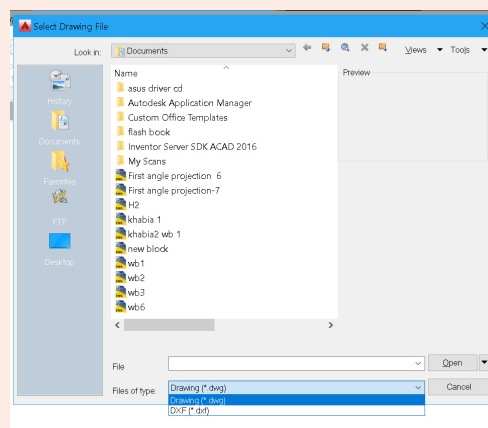 Select Drawing File
Look in: Documents Views Tools
Name
Preview
asus driver cd
Autodesk Application Manager
Custom Office Templates
flash book
Inventor Server SDK ACAD 2016
My Scans
First angle projection 6
First angle projection-7
H2
khabia 1
khabia2 wb 1
new block
wb1
wb2
wb3
wb6
History
Documents
Favorites
FTP
Desktop
File
Open
Files of type: Drawing (*.dwg) Cancel
Drawing (*.dwg)
DXF (*.dxf)